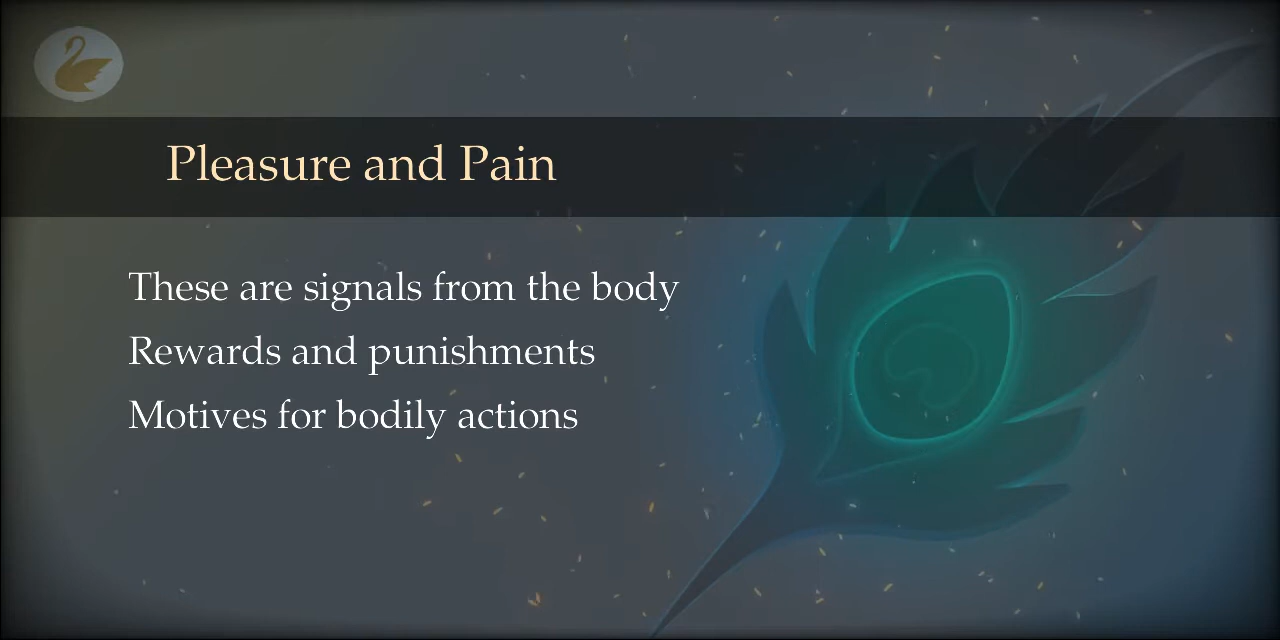 Pleasure and Pain
These are signals from the body
Rewards and punishments
Motives for bodily actions